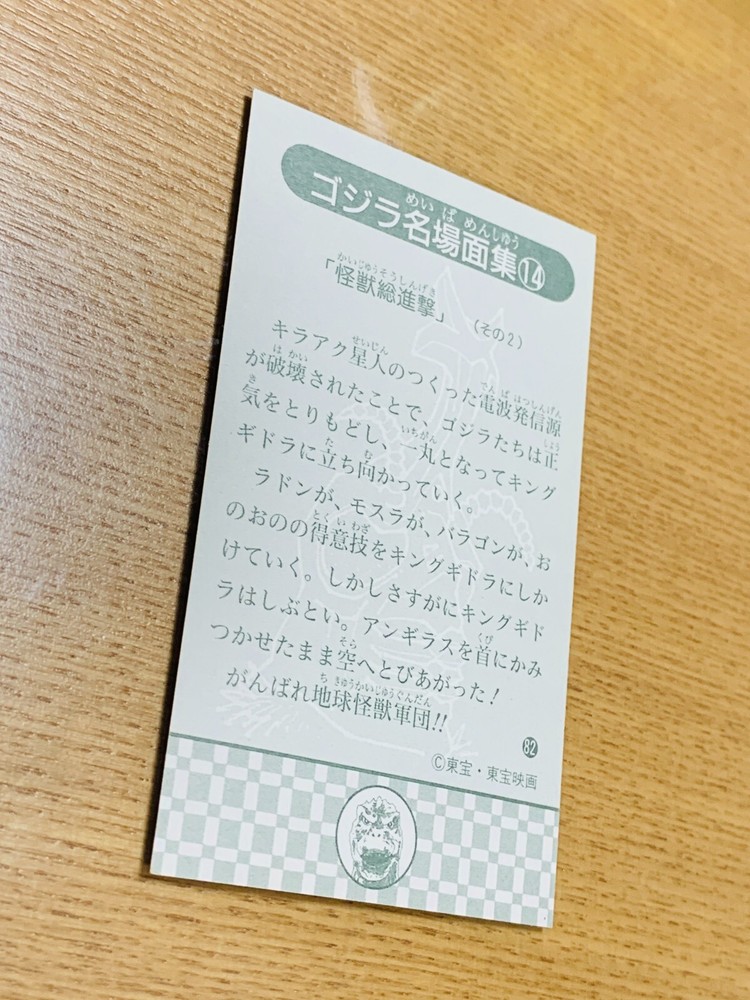 ゴジラ名場面集⑭
「怪獣総進撃」 (その2)
キラアク星人のつくった電波発信源
が破壊されたことで、ゴジラたちは正
気をとりもどし、一丸となってキング
ギドラに立ち向かっていく。
ラドンが、モスラが、バラゴンが、お
のおのの得意技をキングギドラにしか
けていく。しかしさすがにキングギド
ラはしぶとい。アンギラスを首にかみ
つかせたまま空へとびあがった!
がんばれ地球怪獣軍団!!
82
©東宝・東宝映画